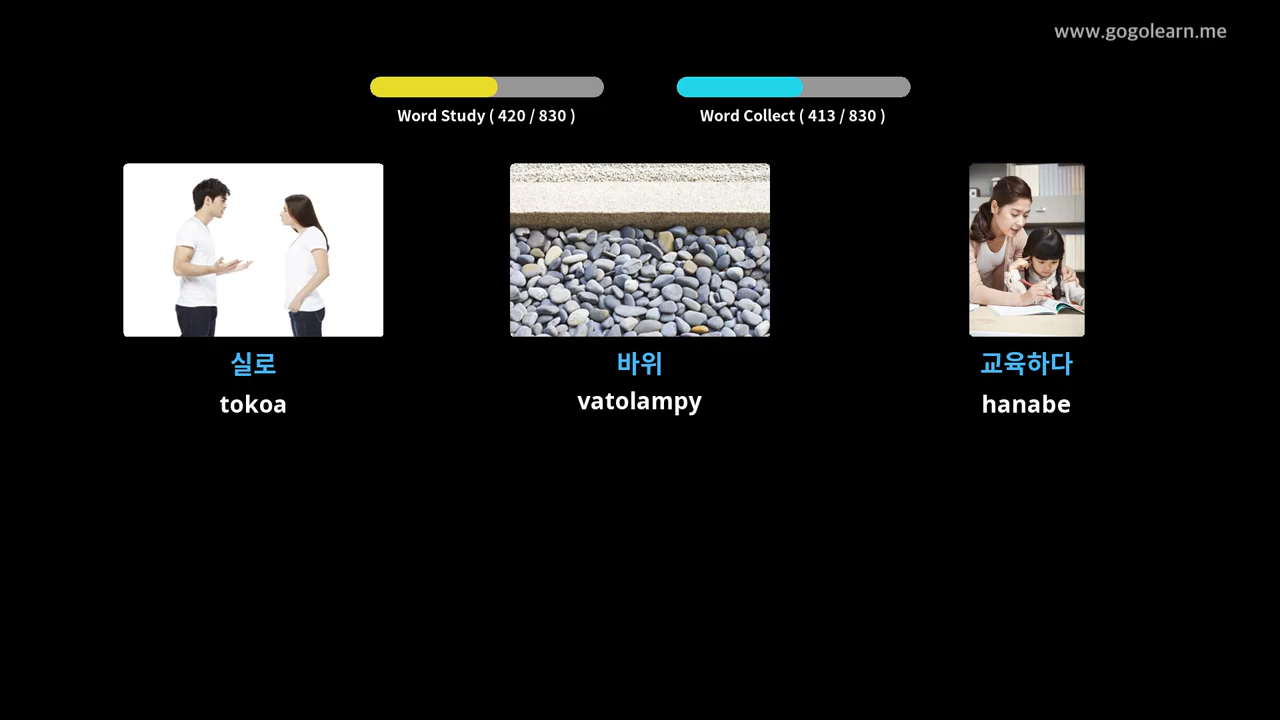 www.gogolearn.me
Word Study ( 420 / 830 )
Word Collect ( 413 / 830 )
실로
바위
교육하다
tokoa
vatolampy
hanabe